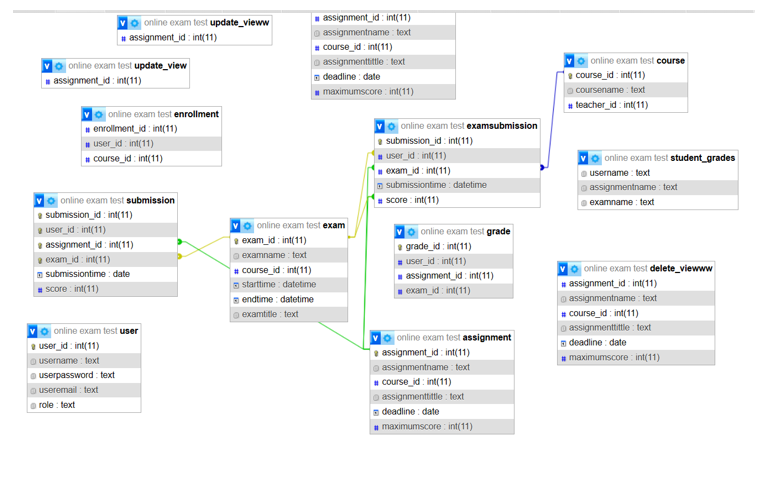 online exam test update_vieww
assignment_id : int(11)
online exam test update_view
assignment_id : int(11)
assignment_id : int(11)
assignmentname : text
course_id : int(11)
assignmenttittle : text
deadline : date
maximumscore : int(11)
online exam test course
course_id : int(11)
coursename : text
teacher_id : int(11)
online exam test enrollment
enrollment_id : int(11)
user_id : int(11)
course_id : int(11)
online exam test examsubmission
submission_id : int(11)
user_id : int(11)
exam_id : int(11)
submissiontime : datetime
score : int(11)
online exam test student_grades
username : text
assignmentname : text
examname : text
online exam test submission
submission_id : int(11)
user_id : int(11)
assignment_id : int(11)
exam_id : int(11)
submissiontime : date
score : int(11)
online exam test exam
exam_id : int(11)
examname : text
course_id : int(11)
starttime : datetime
endtime : datetime
examtitle : text
online exam test grade
grade_id : int(11)
user_id : int(11)
assignment_id : int(11)
exam_id : int(11)
online exam test delete_viewww
assignment_id : int(11)
assignmentname : text
course_id : int(11)
assignmenttittle : text
deadline : date
maximumscore : int(11)
online exam test user
user_id : int(11)
username : text
userpassword : text
useremail : text
role : text
online exam test assignment
assignment_id : int(11)
assignmentname : text
course_id : int(11)
assignmenttittle : text
deadline : date
maximumscore : int(11)